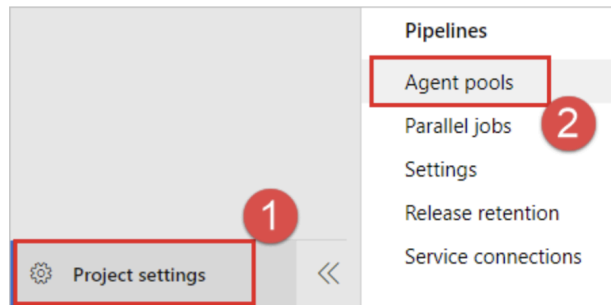 Pipelines
Agent pools
Parallel jobs
2
Settings
1
Release retention
Project settings
Service connections